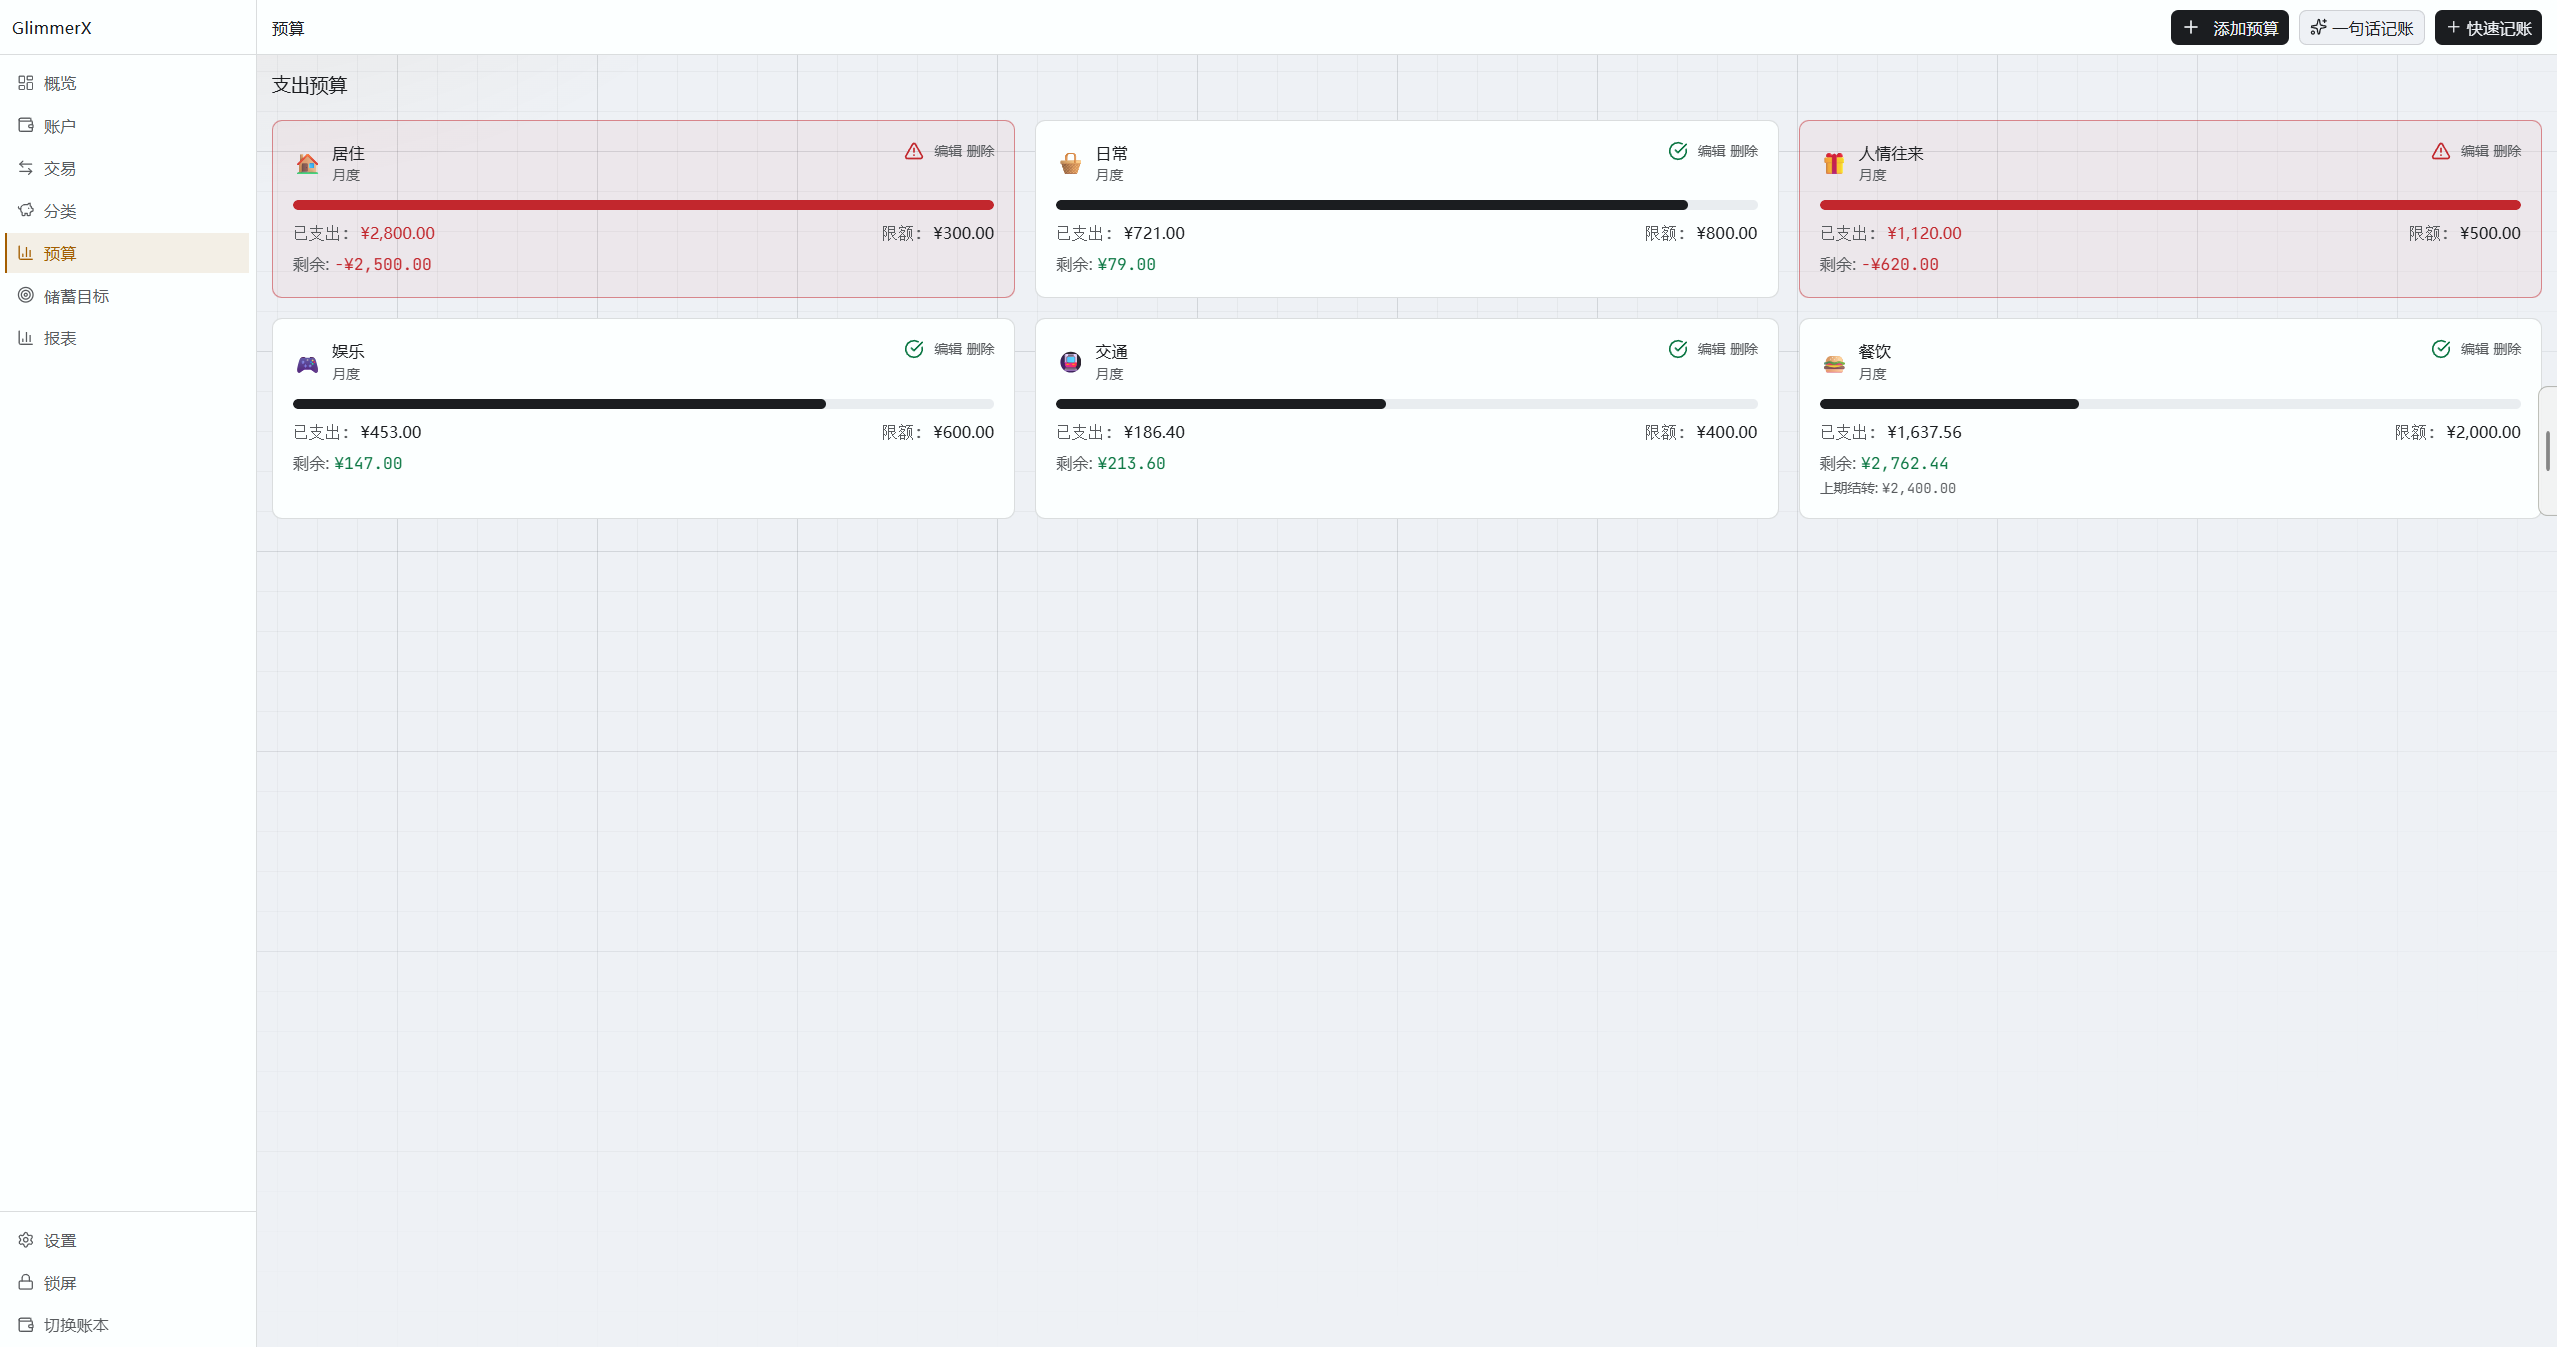 GlimmerX
概览
账户
交易
分类
预算
储蓄目标
报表
设置
锁屏
切换账本
预算
添加预算
一句话记账
快速记账
支出预算
居住
月度
编辑 删除
已支出： ¥2,800.00
限额： ¥300.00
剩余: -¥2,500.00
日常
月度
编辑 删除
已支出： ¥721.00
限额： ¥800.00
剩余: ¥79.00
人情往来
月度
编辑 删除
已支出： ¥1,120.00
限额： ¥500.00
剩余: -¥620.00
娱乐
月度
编辑 删除
已支出： ¥453.00
限额： ¥600.00
剩余: ¥147.00
交通
月度
编辑 删除
已支出： ¥186.40
限额： ¥400.00
剩余: ¥213.60
餐饮
月度
编辑 删除
已支出： ¥1,637.56
限额： ¥2,000.00
剩余: ¥2,762.44
上期结转: ¥2,400.00